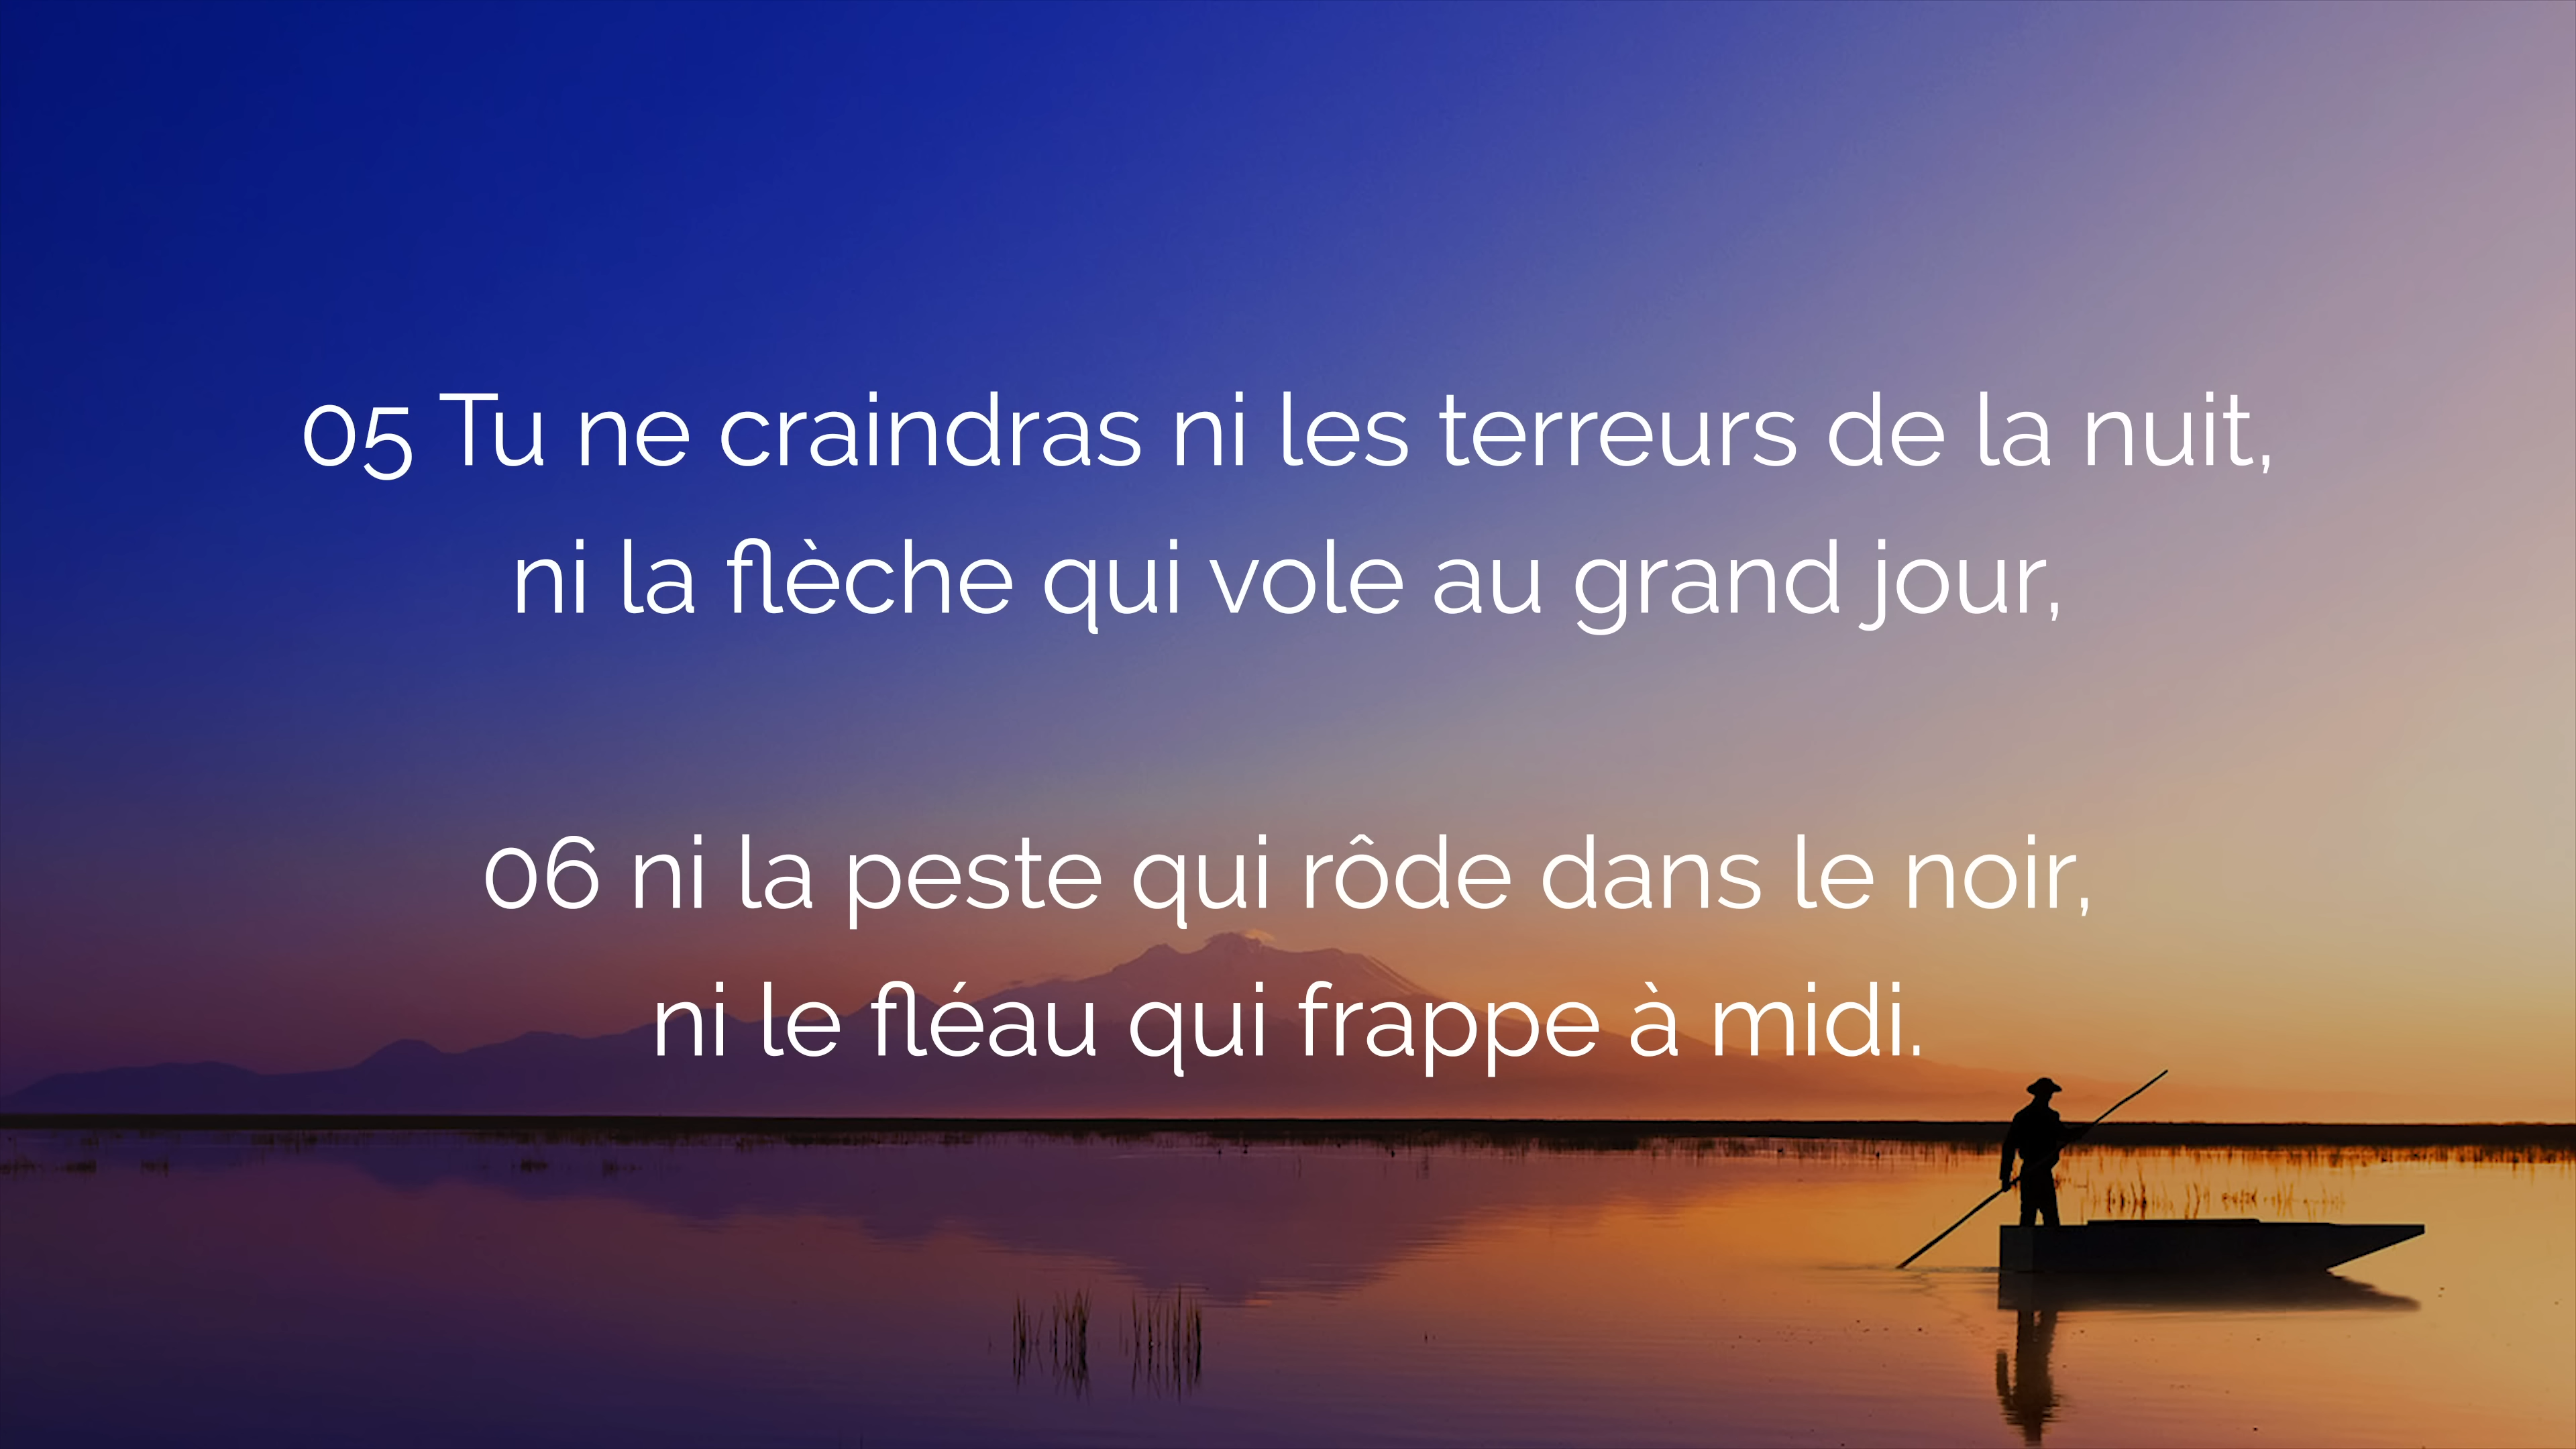 05 Tu ne craindras ni les terreurs de la nuit,
ni la flèche qui vole au grand jour,
06 ni la peste qui rôde dans le noir,
ni le fléau qui frappe à midi.